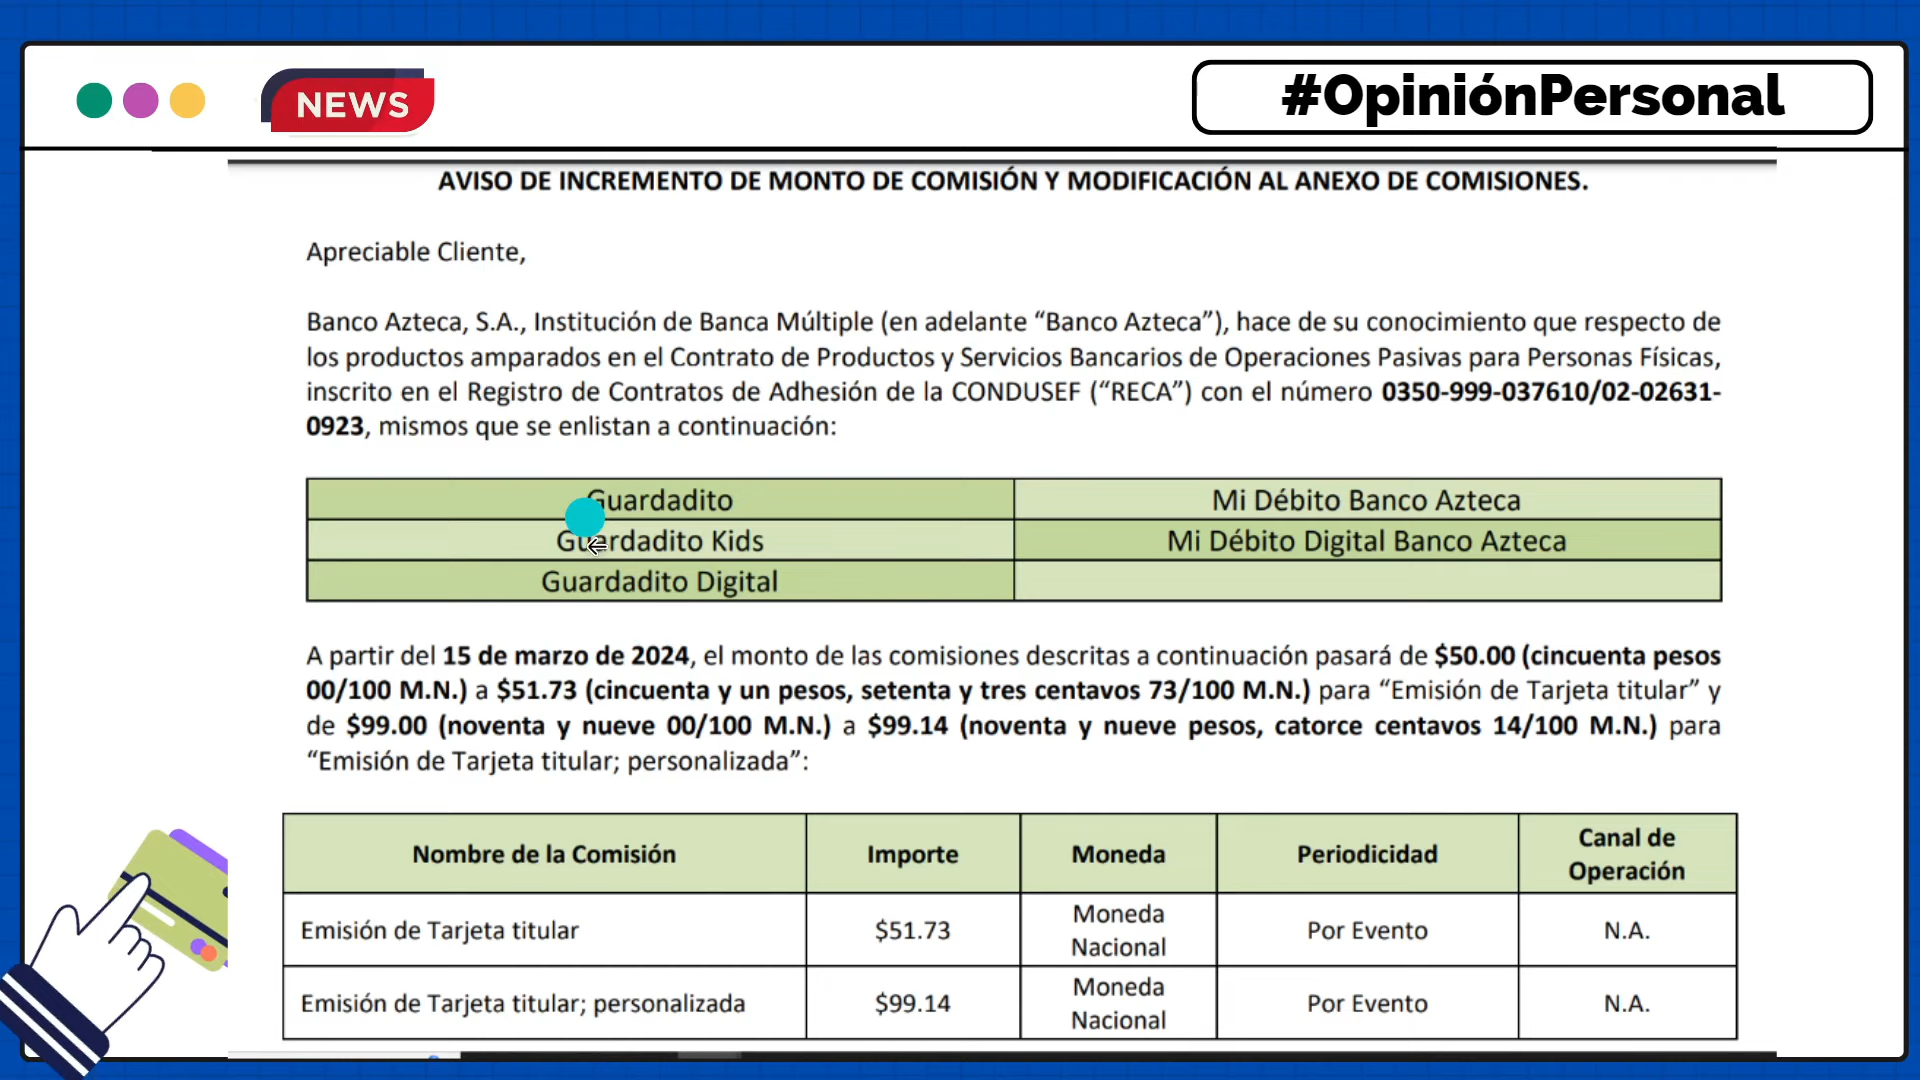 NEWS
#OpiniónPersonal
AVISO DE INCREMENTO DE MONTO DE COMISIÓN Y MODIFICACIÓN AL ANEXO DE COMISIONES.
Apreciable Cliente,
Banco Azteca, S.A., Institución de Banca Múltiple (en adelante “Banco Azteca”), hace de su conocimiento que respecto de
los productos amparados en el Contrato de Productos y Servicios Bancarios de Operaciones Pasivas para Personas Físicas,
inscrito en el Registro de Contratos de Adhesión de la CONDUSEF (“RECA”) con el número 0350-999-037610/02-02631-
0923, mismos que se enlistan a continuación:
Guardadito
Mi Débito Banco Azteca
Guardadito Kids
Mi Débito Digital Banco Azteca
Guardadito Digital
A partir del 15 de marzo de 2024, el monto de las comisiones descritas a continuación pasará de $50.00 (cincuenta pesos
00/100 M.N.) a $51.73 (cincuenta y un pesos, setenta y tres centavos 73/100 M.N.) para “Emisión de Tarjeta titular” y
de $99.00 (noventa y nueve 00/100 M.N.) a $99.14 (noventa y nueve pesos, catorce centavos 14/100 M.N.) para
“Emisión de Tarjeta titular; personalizada”:
Nombre de la Comisión
Importe
Moneda
Periodicidad
Canal de
Operación
Emisión de Tarjeta titular
$51.73
Moneda
Nacional
Por Evento
N.A.
Emisión de Tarjeta titular; personalizada
$99.14
Moneda
Nacional
Por Evento
N.A.